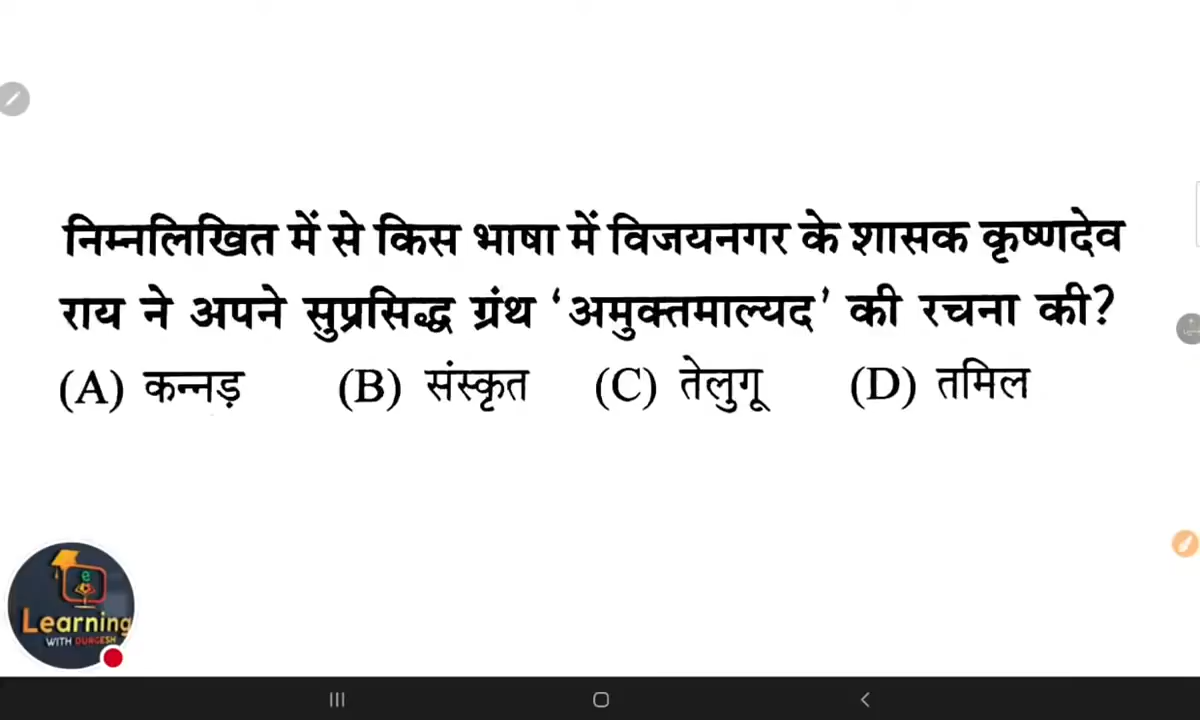 निम्नलिखित में से किस भाषा में विजयनगर के शासक कृष्णदेव
राय ने अपने सुप्रसिद्ध ग्रंथ ‘अमुक्तमाल्यद’ की रचना की?
(A) कन्नड़ (B) संस्कृत (C) तेलुगू (D) तमिल
e
Learning
WITH DURGESH